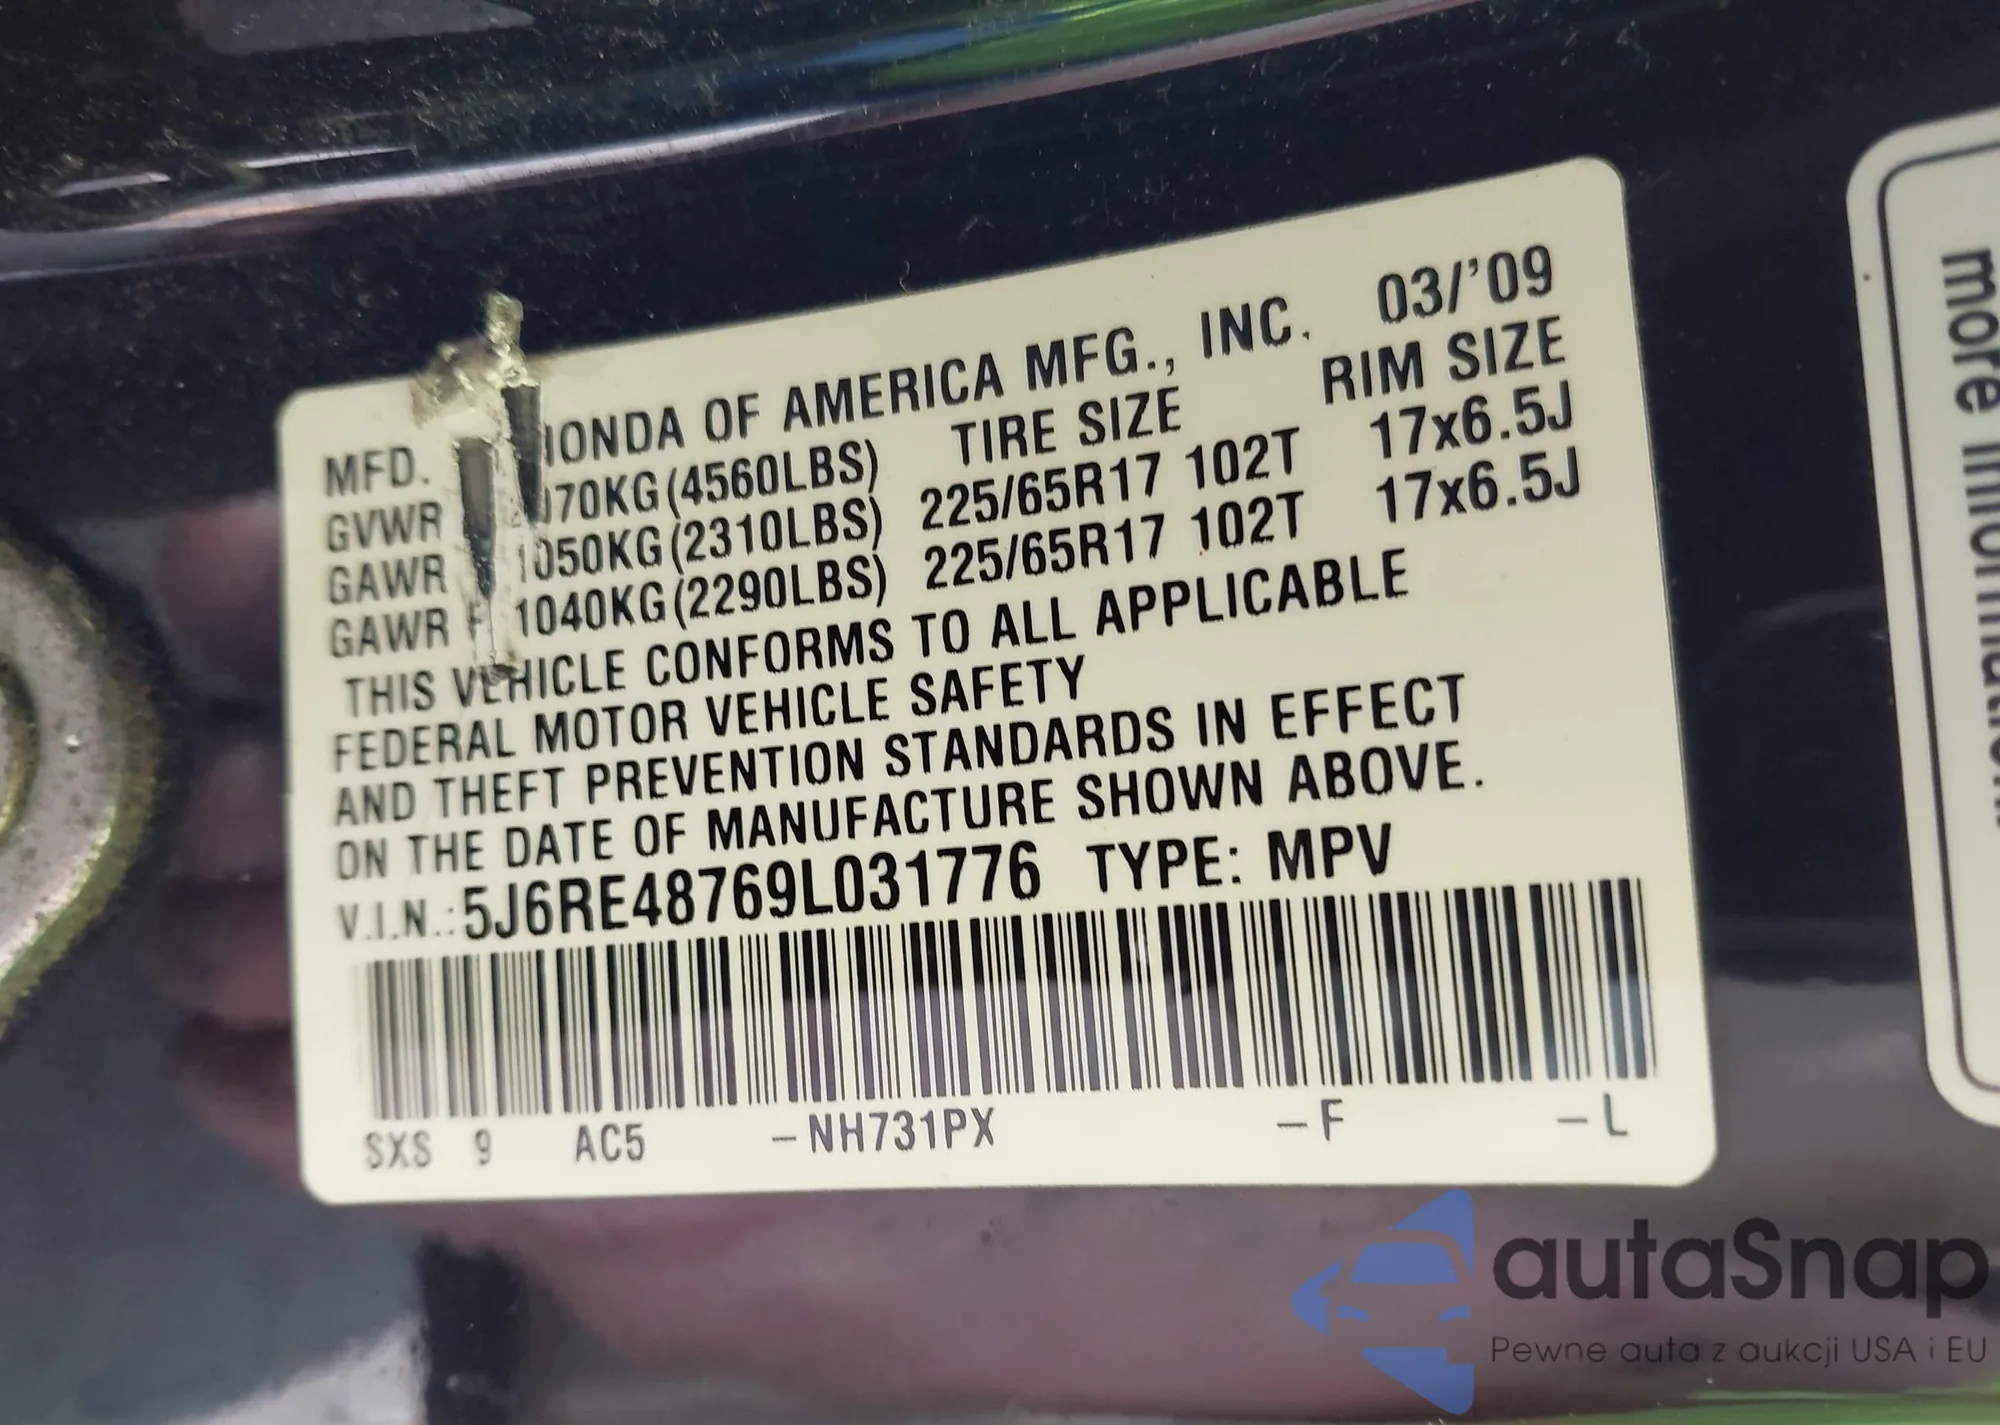 MFD. HONDA OF AMERICA MFG., INC. 03/'09
GVWR 2070KG(4560LBS) TIRE SIZE RIM SIZE
GAWR 1050KG(2310LBS) 225/65R17 102T 17x6.5J
GAWR 1040KG(2290LBS) 225/65R17 102T 17x6.5J
THIS VEHICLE CONFORMS TO ALL APPLICABLE
FEDERAL MOTOR VEHICLE SAFETY
AND THEFT PREVENTION STANDARDS IN EFFECT
ON THE DATE OF MANUFACTURE SHOWN ABOVE.
V.I.N.:5J6RE48769L031776 TYPE: MPV
SXS 9 AC5 -NH731PX -F -L
more information.
autaSnap
Pewne auta z aukcji USA i EU